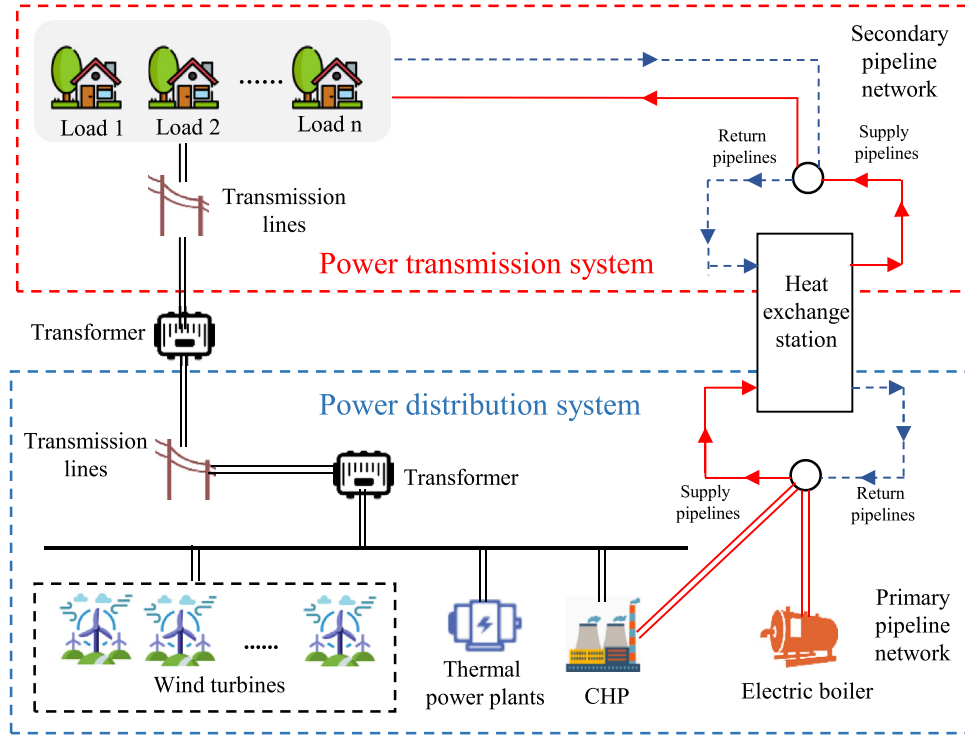 Load 1
Load 2
......
Load n
Secondary
pipeline
network
Return
pipelines
Supply
pipelines
Transmission
lines
Power transmission system
Heat
exchange
station
Transformer
Power distribution system
Transmission
lines
Transformer
Supply
pipelines
Return
pipelines
......
Wind turbines
Thermal
power plants
CHP
Electric boiler
Primary
pipeline
network